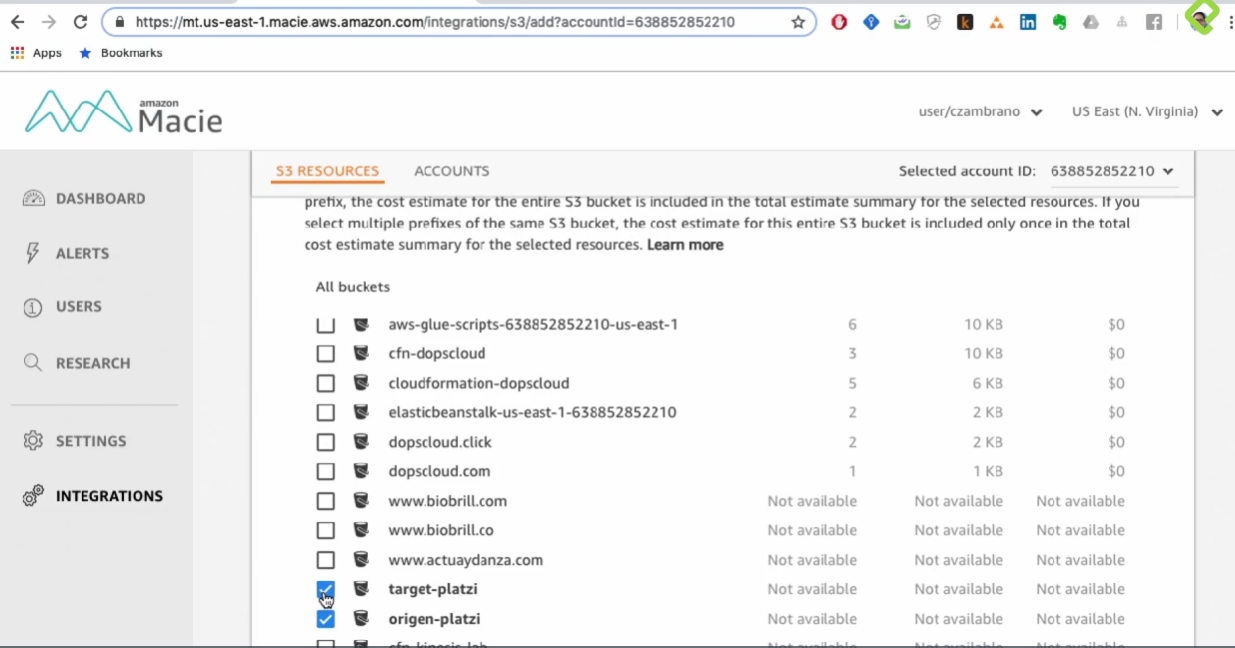 https://mt.us-east-1.macie.aws.amazon.com/integrations/s3/add?accountId=638852852210
Apps Bookmarks
amazon
Macie
user/czambrano US East (N. Virginia)
S3 RESOURCES ACCOUNTS Selected account ID: 638852852210
DASHBOARD
ALERTS
USERS
RESEARCH
SETTINGS
INTEGRATIONS
prefix, the cost estimate for the entire S3 bucket is included in the total estimate summary for the selected resources. If you
select multiple prefixes of the same S3 bucket, the cost estimate for this entire S3 bucket is included only once in the total
cost estimate summary for the selected resources. Learn more
All buckets
aws-glue-scripts-638852852210-us-east-1 6 10 KB $0
cfn-dopscloud 3 10 KB $0
cloudformation-dopscloud 5 6 KB $0
elasticbeanstalk-us-east-1-638852852210 2 2 KB $0
dopscloud.click 2 2 KB $0
dopscloud.com 1 1 KB $0
www.biobrill.com Not available Not available Not available
www.biobrill.co Not available Not available Not available
www.actuaydanza.com Not available Not available Not available
target-platzi Not available Not available Not available
origen-platzi Not available Not available Not available
cfn-kinesis-lab Not available Not available Not available